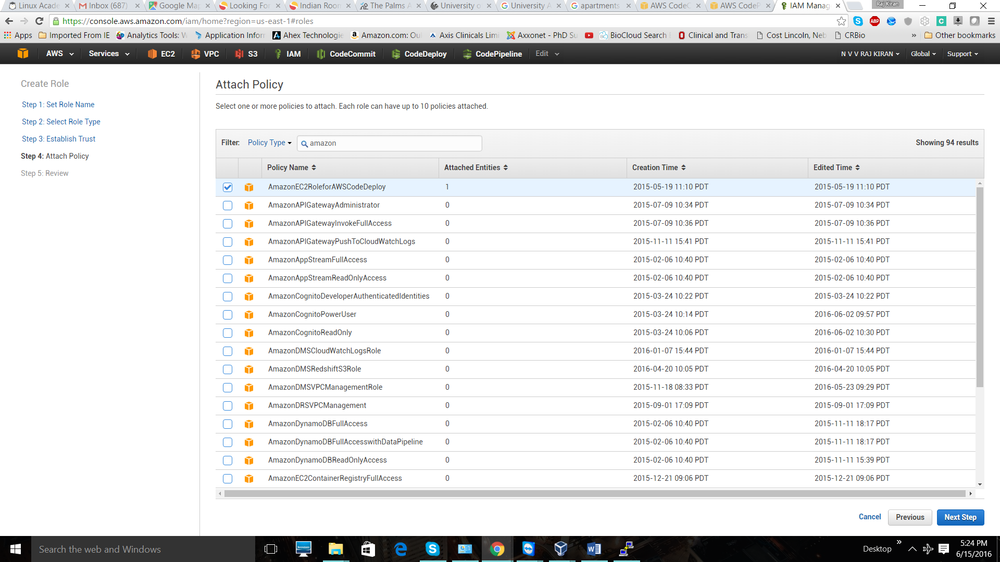 Linux Acade
Inbox (687)
Google Map
Looking For
Indian Room
The Palms A
University o
University A
apartments
AWS CodeC
AWS CodeP
IAM Manag
Raj Kiran
https://console.aws.amazon.com/iam/home?region=us-east-1#roles
Apps
Imported From IE
Analytics Tools: W
Application Infor
Ahex Technologie
Amazon.com: Ou
Axis Clinicals Limi
Axxonet - PhD Su
BioCloud Search
Clinical and Trans
Cost Lincoln, Neb
CRBio
» Other bookmarks
AWS Services EC2 VPC S3 IAM CodeCommit CodeDeploy CodePipeline Edit N V V RAJ KIRAN Global Support
Create Role
Step 1: Set Role Name
Step 2: Select Role Type
Step 3: Establish Trust
Step 4: Attach Policy
Step 5: Review
Attach Policy
Select one or more policies to attach. Each role can have up to 10 policies attached.
Filter: Policy Type amazon Showing 94 results
Policy Name Attached Entities Creation Time Edited Time
AmazonEC2RoleforAWSCodeDeploy 1 2015-05-19 11:10 PDT 2015-05-19 11:10 PDT
AmazonAPIGatewayAdministrator 0 2015-07-09 10:34 PDT 2015-07-09 10:34 PDT
AmazonAPIGatewayInvokeFullAccess 0 2015-07-09 10:36 PDT 2015-07-09 10:36 PDT
AmazonAPIGatewayPushToCloudWatchLogs 0 2015-11-11 15:41 PDT 2015-11-11 15:41 PDT
AmazonAppStreamFullAccess 0 2015-02-06 10:40 PDT 2015-02-06 10:40 PDT
AmazonAppStreamReadOnlyAccess 0 2015-02-06 10:40 PDT 2015-02-06 10:40 PDT
AmazonCognitoDeveloperAuthenticatedIdentities 0 2015-03-24 10:22 PDT 2015-03-24 10:22 PDT
AmazonCognitoPowerUser 0 2015-03-24 10:14 PDT 2016-06-02 09:57 PDT
AmazonCognitoReadOnly 0 2015-03-24 10:06 PDT 2016-06-02 10:30 PDT
AmazonDMSCloudWatchLogsRole 0 2016-01-07 15:44 PDT 2016-01-07 15:44 PDT
AmazonDMSRedshiftS3Role 0 2016-04-20 10:05 PDT 2016-04-20 10:05 PDT
AmazonDMSVPCManagementRole 0 2015-11-18 08:33 PDT 2016-05-23 09:29 PDT
AmazonDRSVPCManagement 0 2015-09-01 17:09 PDT 2015-09-01 17:09 PDT
AmazonDynamoDBFullAccess 0 2015-02-06 10:40 PDT 2015-11-11 18:17 PDT
AmazonDynamoDBFullAccesswithDataPipeline 0 2015-02-06 10:40 PDT 2015-11-11 18:17 PDT
AmazonDynamoDBReadOnlyAccess 0 2015-02-06 10:40 PDT 2015-11-11 15:39 PDT
AmazonEC2ContainerRegistryFullAccess 0 2015-12-21 09:06 PDT 2015-12-21 09:06 PDT
Cancel Previous Next Step
Search the web and Windows
Desktop
5:24 PM
6/15/2016